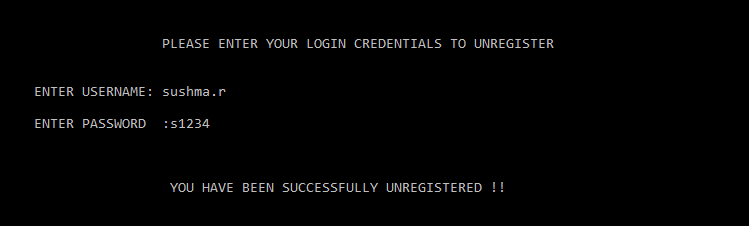 PLEASE ENTER YOUR LOGIN CREDENTIALS TO UNREGISTER
ENTER USERNAME: sushma.r
ENTER PASSWORD  :s1234
YOU HAVE BEEN SUCCESSFULLY UNREGISTERED !!